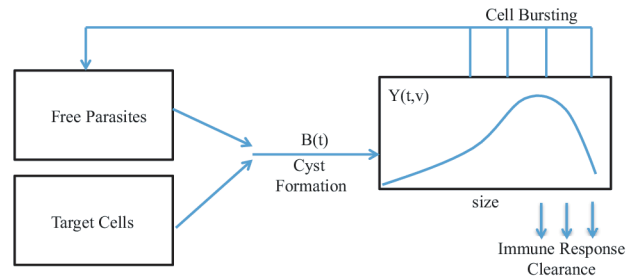 Cell Bursting
Free Parasites
Y(t,v)
B(t)
Cyst
Formation
Target Cells
size
Immune Response
Clearance